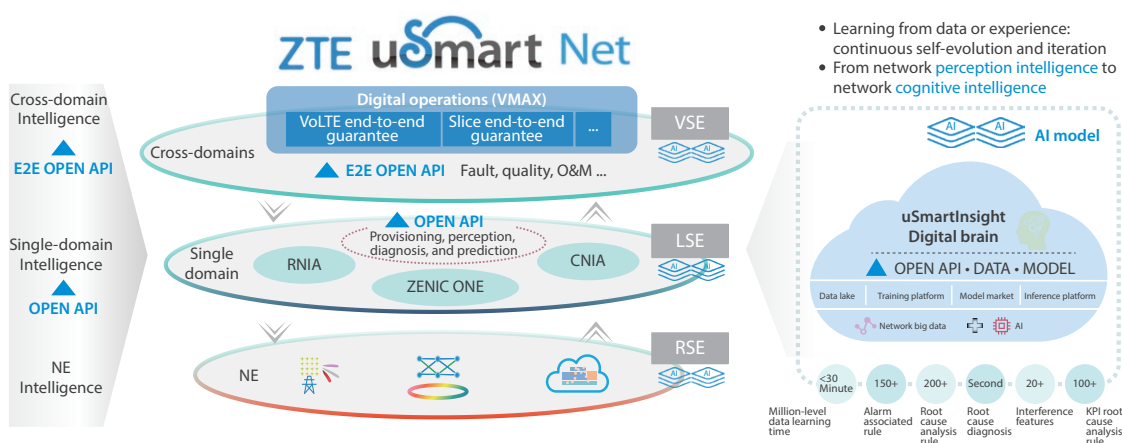 ZTE uSmart Net
Cross-domain
Intelligence
E2E OPEN API
Single-domain
Intelligence
OPEN API
NE
Intelligence
Digital operations (VMAX)
VoLTE end-to-end
guarantee
Slice end-to-end
guarantee
...
Cross-domains
E2E OPEN API
Fault, quality, O&M ...
VSE
AI AI
OPEN API
Provisioning, perception,
diagnosis, and prediction
Single
domain
RNIA
ZENIC ONE
CNIA
LSE
AI AI
NE
RSE
AI AI
• Learning from data or experience:
continuous self-evolution and iteration
• From network perception intelligence to
network cognitive intelligence
AI AI
AI model
uSmartInsight
Digital brain
OPEN API • DATA • MODEL
Data lake
Training platform
Model market
Inference platform
Network big data
AI
<30
Minute
150+
200+
Second
20+
100+
Million-level
data learning
time
Alarm
associated
rule
Root
cause
analysis
rule
Root
cause
diagnosis
Interference
features
KPI root
cause
analysis
rule